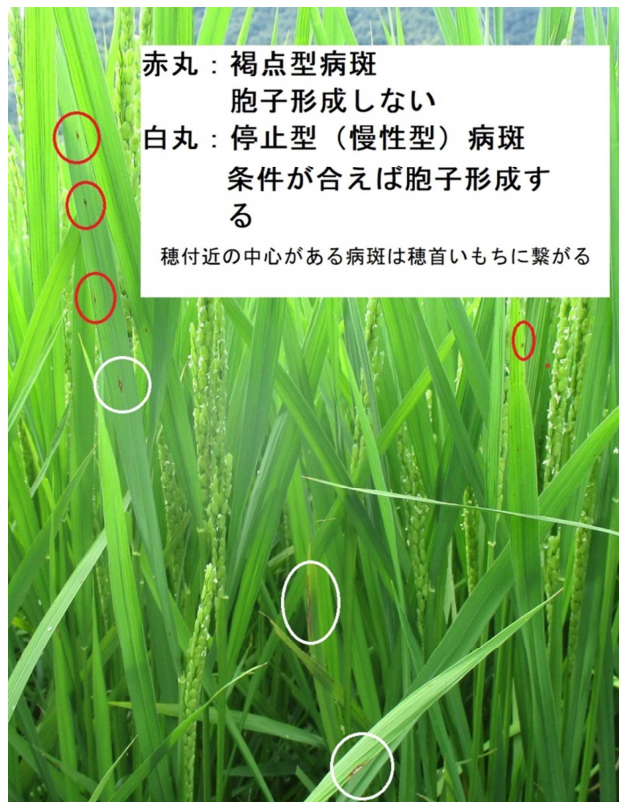 赤丸：褐点型病斑
胞子形成しない
白丸：停止型（慢性型）病斑
条件が合えば胞子形成す
る
穂付近の中心がある病斑は穂首いもちに繋がる